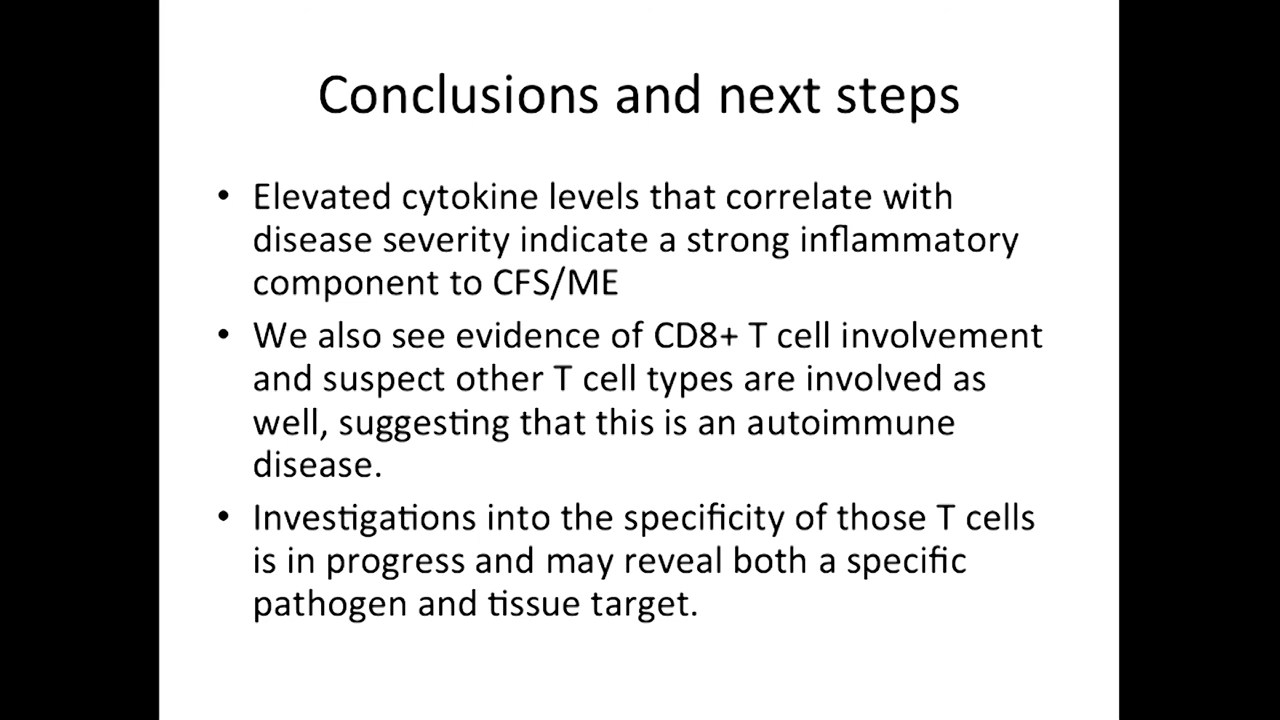 Conclusions and next steps
• Elevated cytokine levels that correlate with
disease severity indicate a strong inflammatory
component to CFS/ME
• We also see evidence of CD8+ T cell involvement
and suspect other T cell types are involved as
well, suggesting that this is an autoimmune
disease.
• Investigations into the specificity of those T cells
is in progress and may reveal both a specific
pathogen and tissue target.